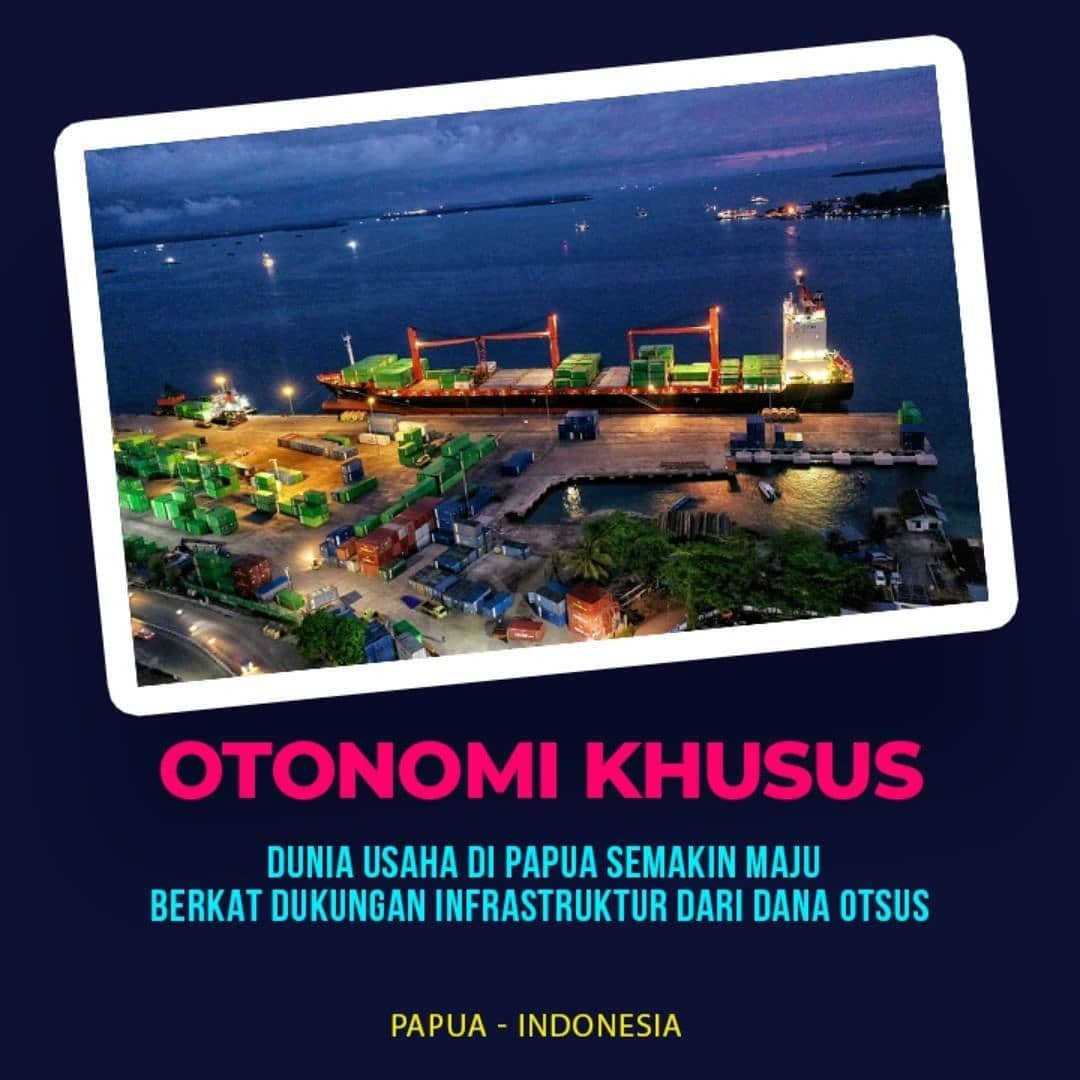 OTONOMI KHUSUS
DUNIA USAHA DI PAPUA SEMAKIN MAJU
BERKAT DUKUNGAN INFRASTRUKTUR DARI DANA OTSUS
PAPUA - INDONESIA